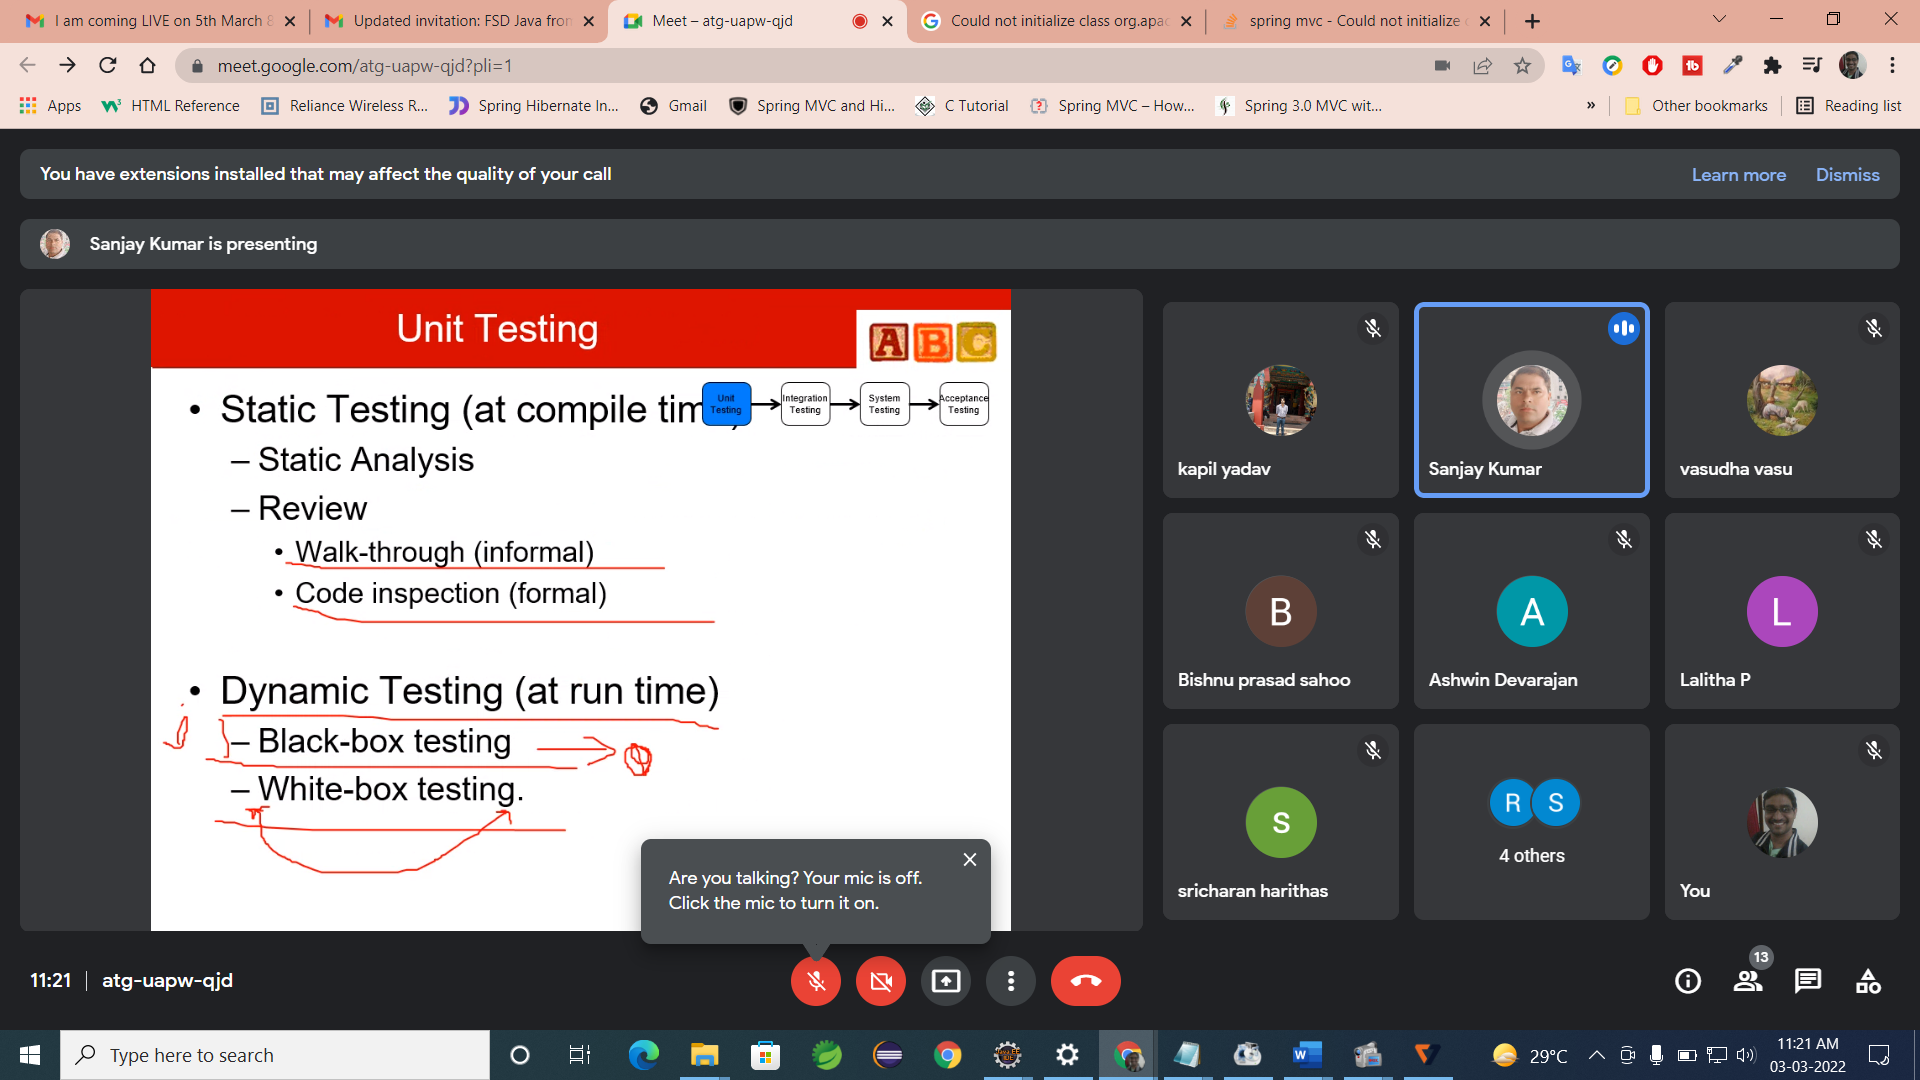 I am coming LIVE on 5th March 8
Updated invitation: FSD Java fron
Meet – atg-uapw-qjd
Could not initialize class org.apac
spring mvc - Could not initialize c
meet.google.com/atg-uapw-qjd?pli=1
Apps
HTML Reference
Reliance Wireless R...
Spring Hibernate In...
Gmail
Spring MVC and Hi...
C Tutorial
Spring MVC – How...
Spring 3.0 MVC wit...
»
Other bookmarks
Reading list
You have extensions installed that may affect the quality of your call
Learn more
Dismiss
Sanjay Kumar is presenting
Unit Testing
A B C
• Static Testing (at compile tim
Unit
Testing
Integration
Testing
System
Testing
Acceptance
Testing
– Static Analysis
– Review
• Walk-through (informal)
• Code inspection (formal)
• Dynamic Testing (at run time)
– Black-box testing
– White-box testing.
kapil yadav
Sanjay Kumar
vasudha vasu
B
Bishnu prasad sahoo
A
Ashwin Devarajan
L
Lalitha P
S
sricharan harithas
R S
4 others
You
Are you talking? Your mic is off.
Click the mic to turn it on.
11:21
atg-uapw-qjd
13
Type here to search
29°C
11:21 AM
03-03-2022